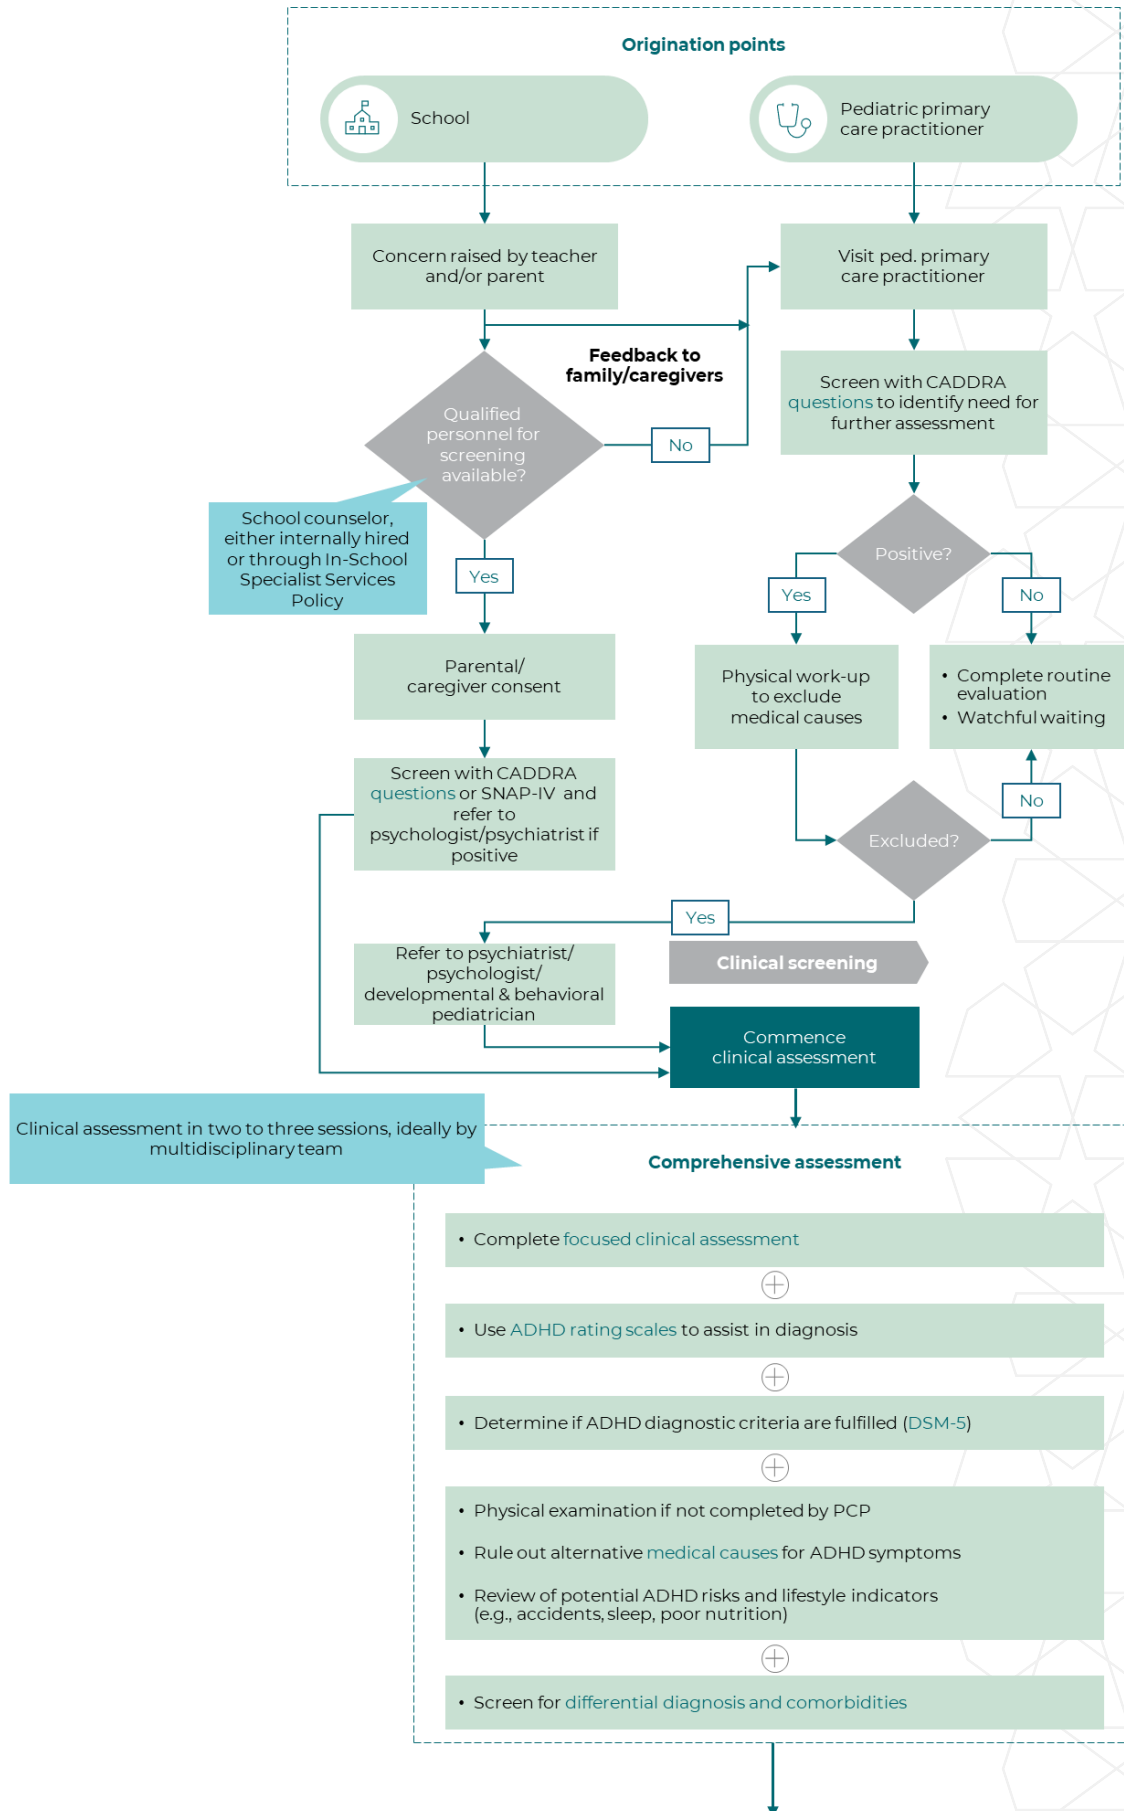 Origination points
School
Pediatric primary
care practitioner
Concern raised by teacher
and/or parent
Visit ped. primary
care practitioner
Feedback to
family/caregivers
Qualified
personnel for
screening
available?
No
Screen with CADDRA
questions to identify need for
further assessment
School counselor,
either internally hired
or through In-School
Specialist Services
Policy
Yes
Positive?
Yes
No
Parental/
caregiver consent
Physical work-up
to exclude
medical causes
• Complete routine
evaluation
• Watchful waiting
Screen with CADDRA
questions or SNAP-IV and
refer to
psychologist/psychiatrist if
positive
No
Excluded?
Yes
Refer to psychiatrist/
psychologist/
developmental & behavioral
pediatrician
Clinical screening
Commence
clinical assessment
Clinical assessment in two to three sessions, ideally by
multidisciplinary team
Comprehensive assessment
• Complete focused clinical assessment
• Use ADHD rating scales to assist in diagnosis
• Determine if ADHD diagnostic criteria are fulfilled (DSM-5)
• Physical examination if not completed by PCP
• Rule out alternative medical causes for ADHD symptoms
• Review of potential ADHD risks and lifestyle indicators
(e.g., accidents, sleep, poor nutrition)
• Screen for differential diagnosis and comorbidities